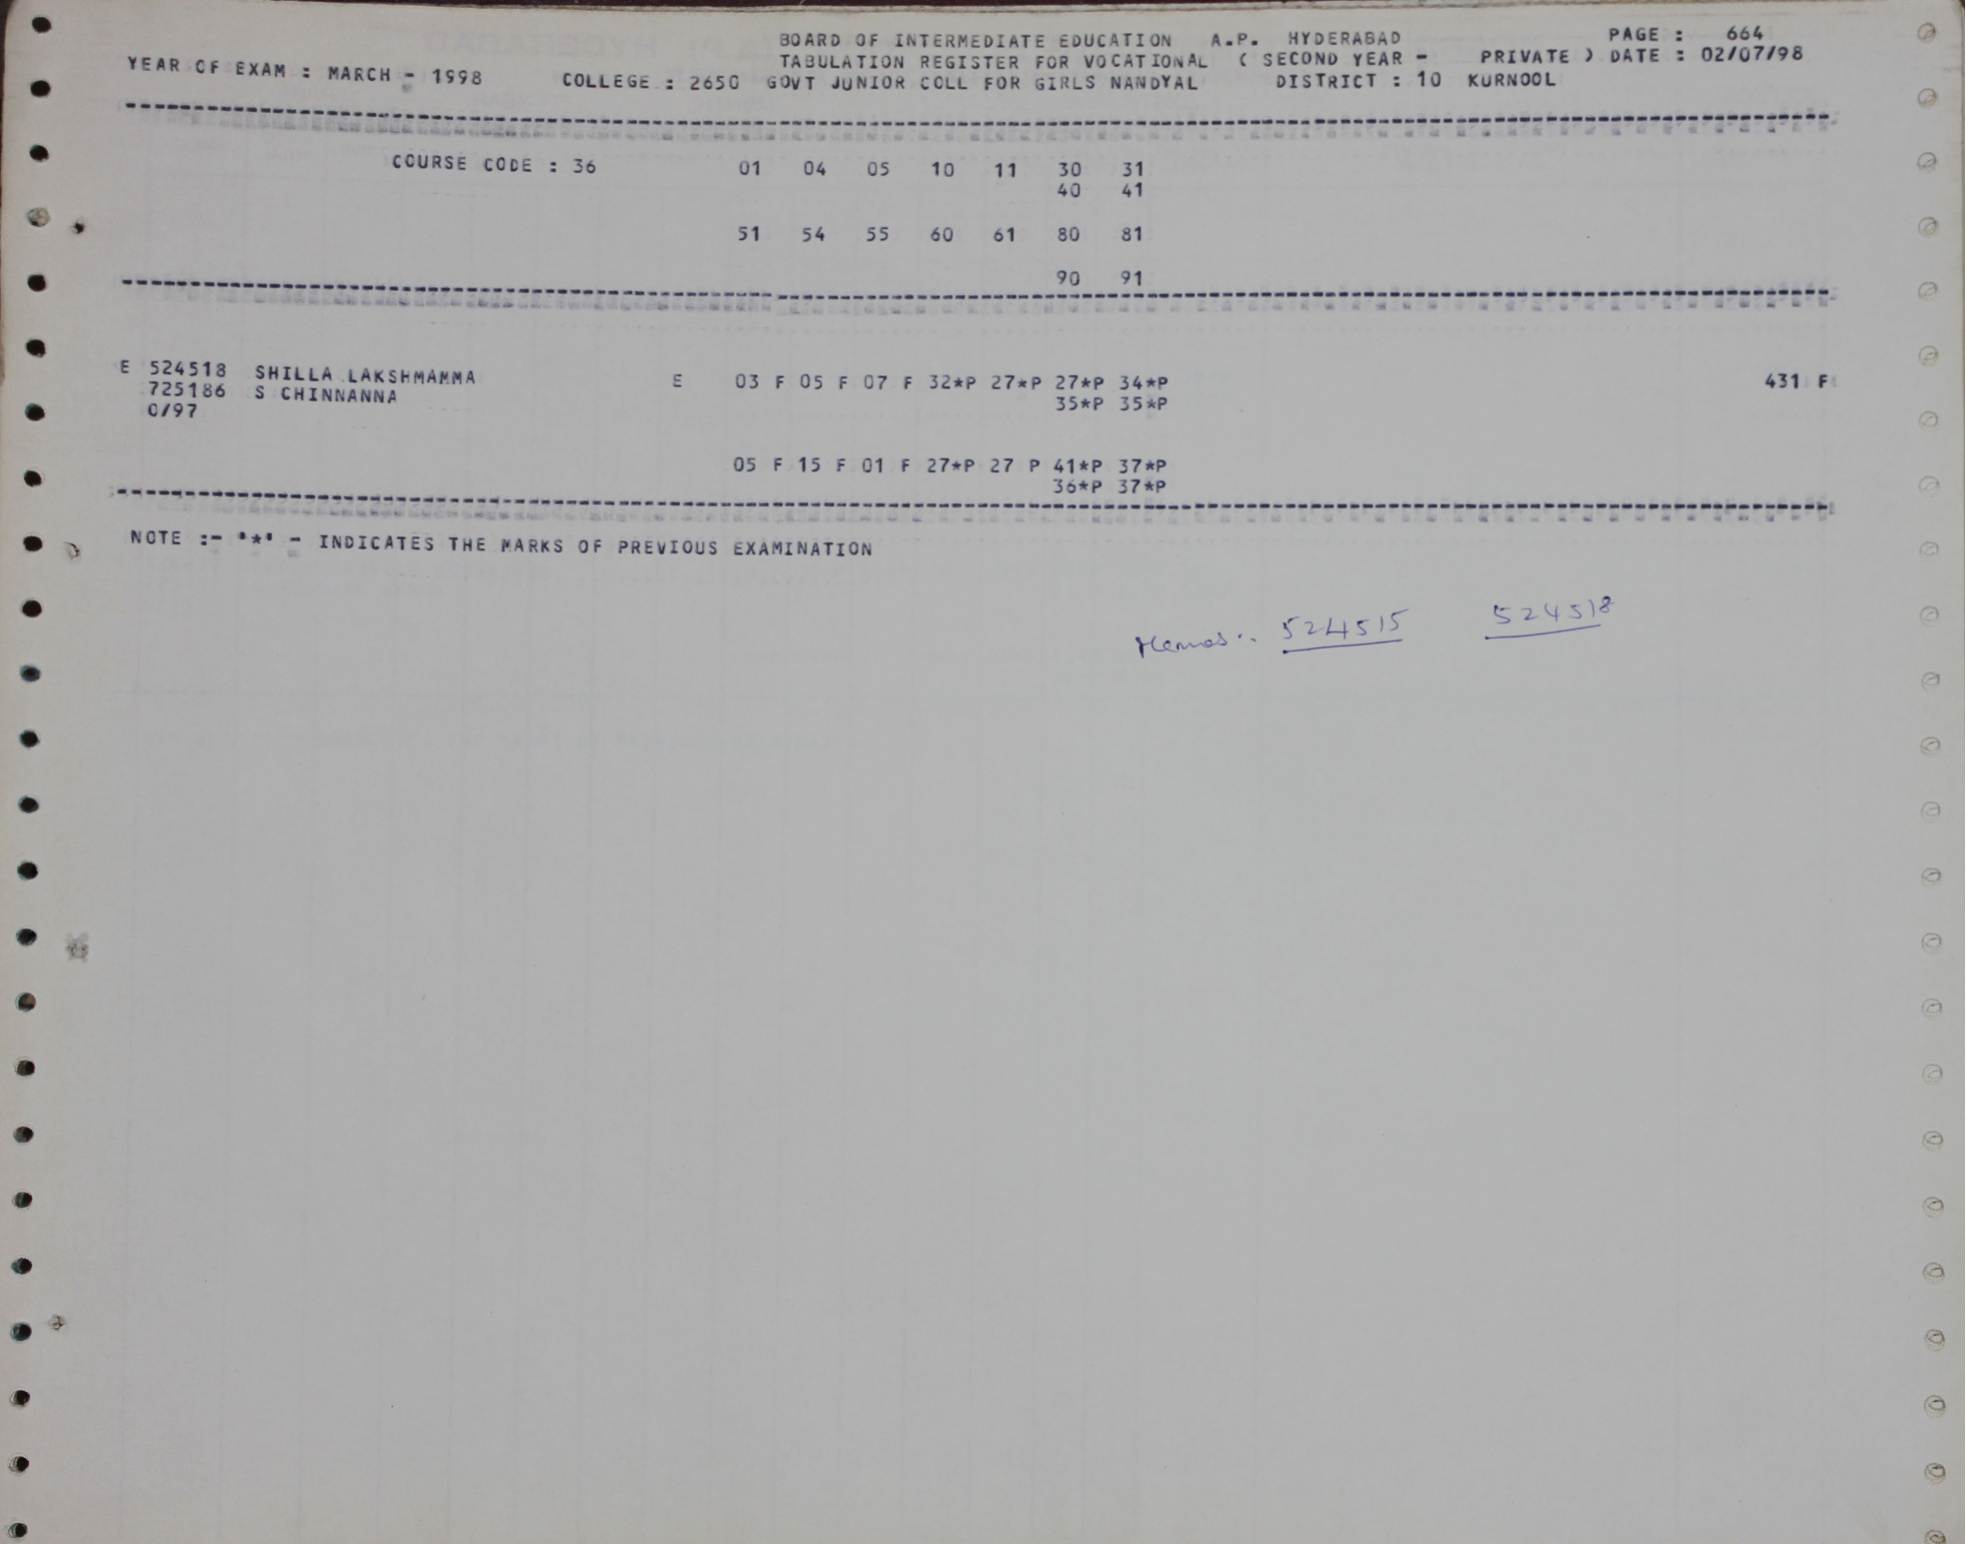 BOARD OF INTERMEDIATE EDUCATION A.P. HYDERABAD PAGE : 664
TABULATION REGISTER FOR VOCATIONAL ( SECOND YEAR - PRIVATE ) DATE : 02/07/98
YEAR OF EXAM : MARCH - 1998 COLLEGE : 2650 GOVT JUNIOR COLL FOR GIRLS NANDYAL DISTRICT : 10 KURNOOL
COURSE CODE : 36 01 04 05 10 11 30 31
40 41
51 54 55 60 61 80 81
90 91
E 524518 SHILLA LAKSHMAMMA E 03 F 05 F 07 F 32*P 27*P 27*P 34*P 431 F
725186 S CHINNANNA 35*P 35*P
0/97
05 F 15 F 01 F 27*P 27 P 41*P 37*P
36*P 37*P
NOTE :- '*' - INDICATES THE MARKS OF PREVIOUS EXAMINATION
Memos :. 524515 524518